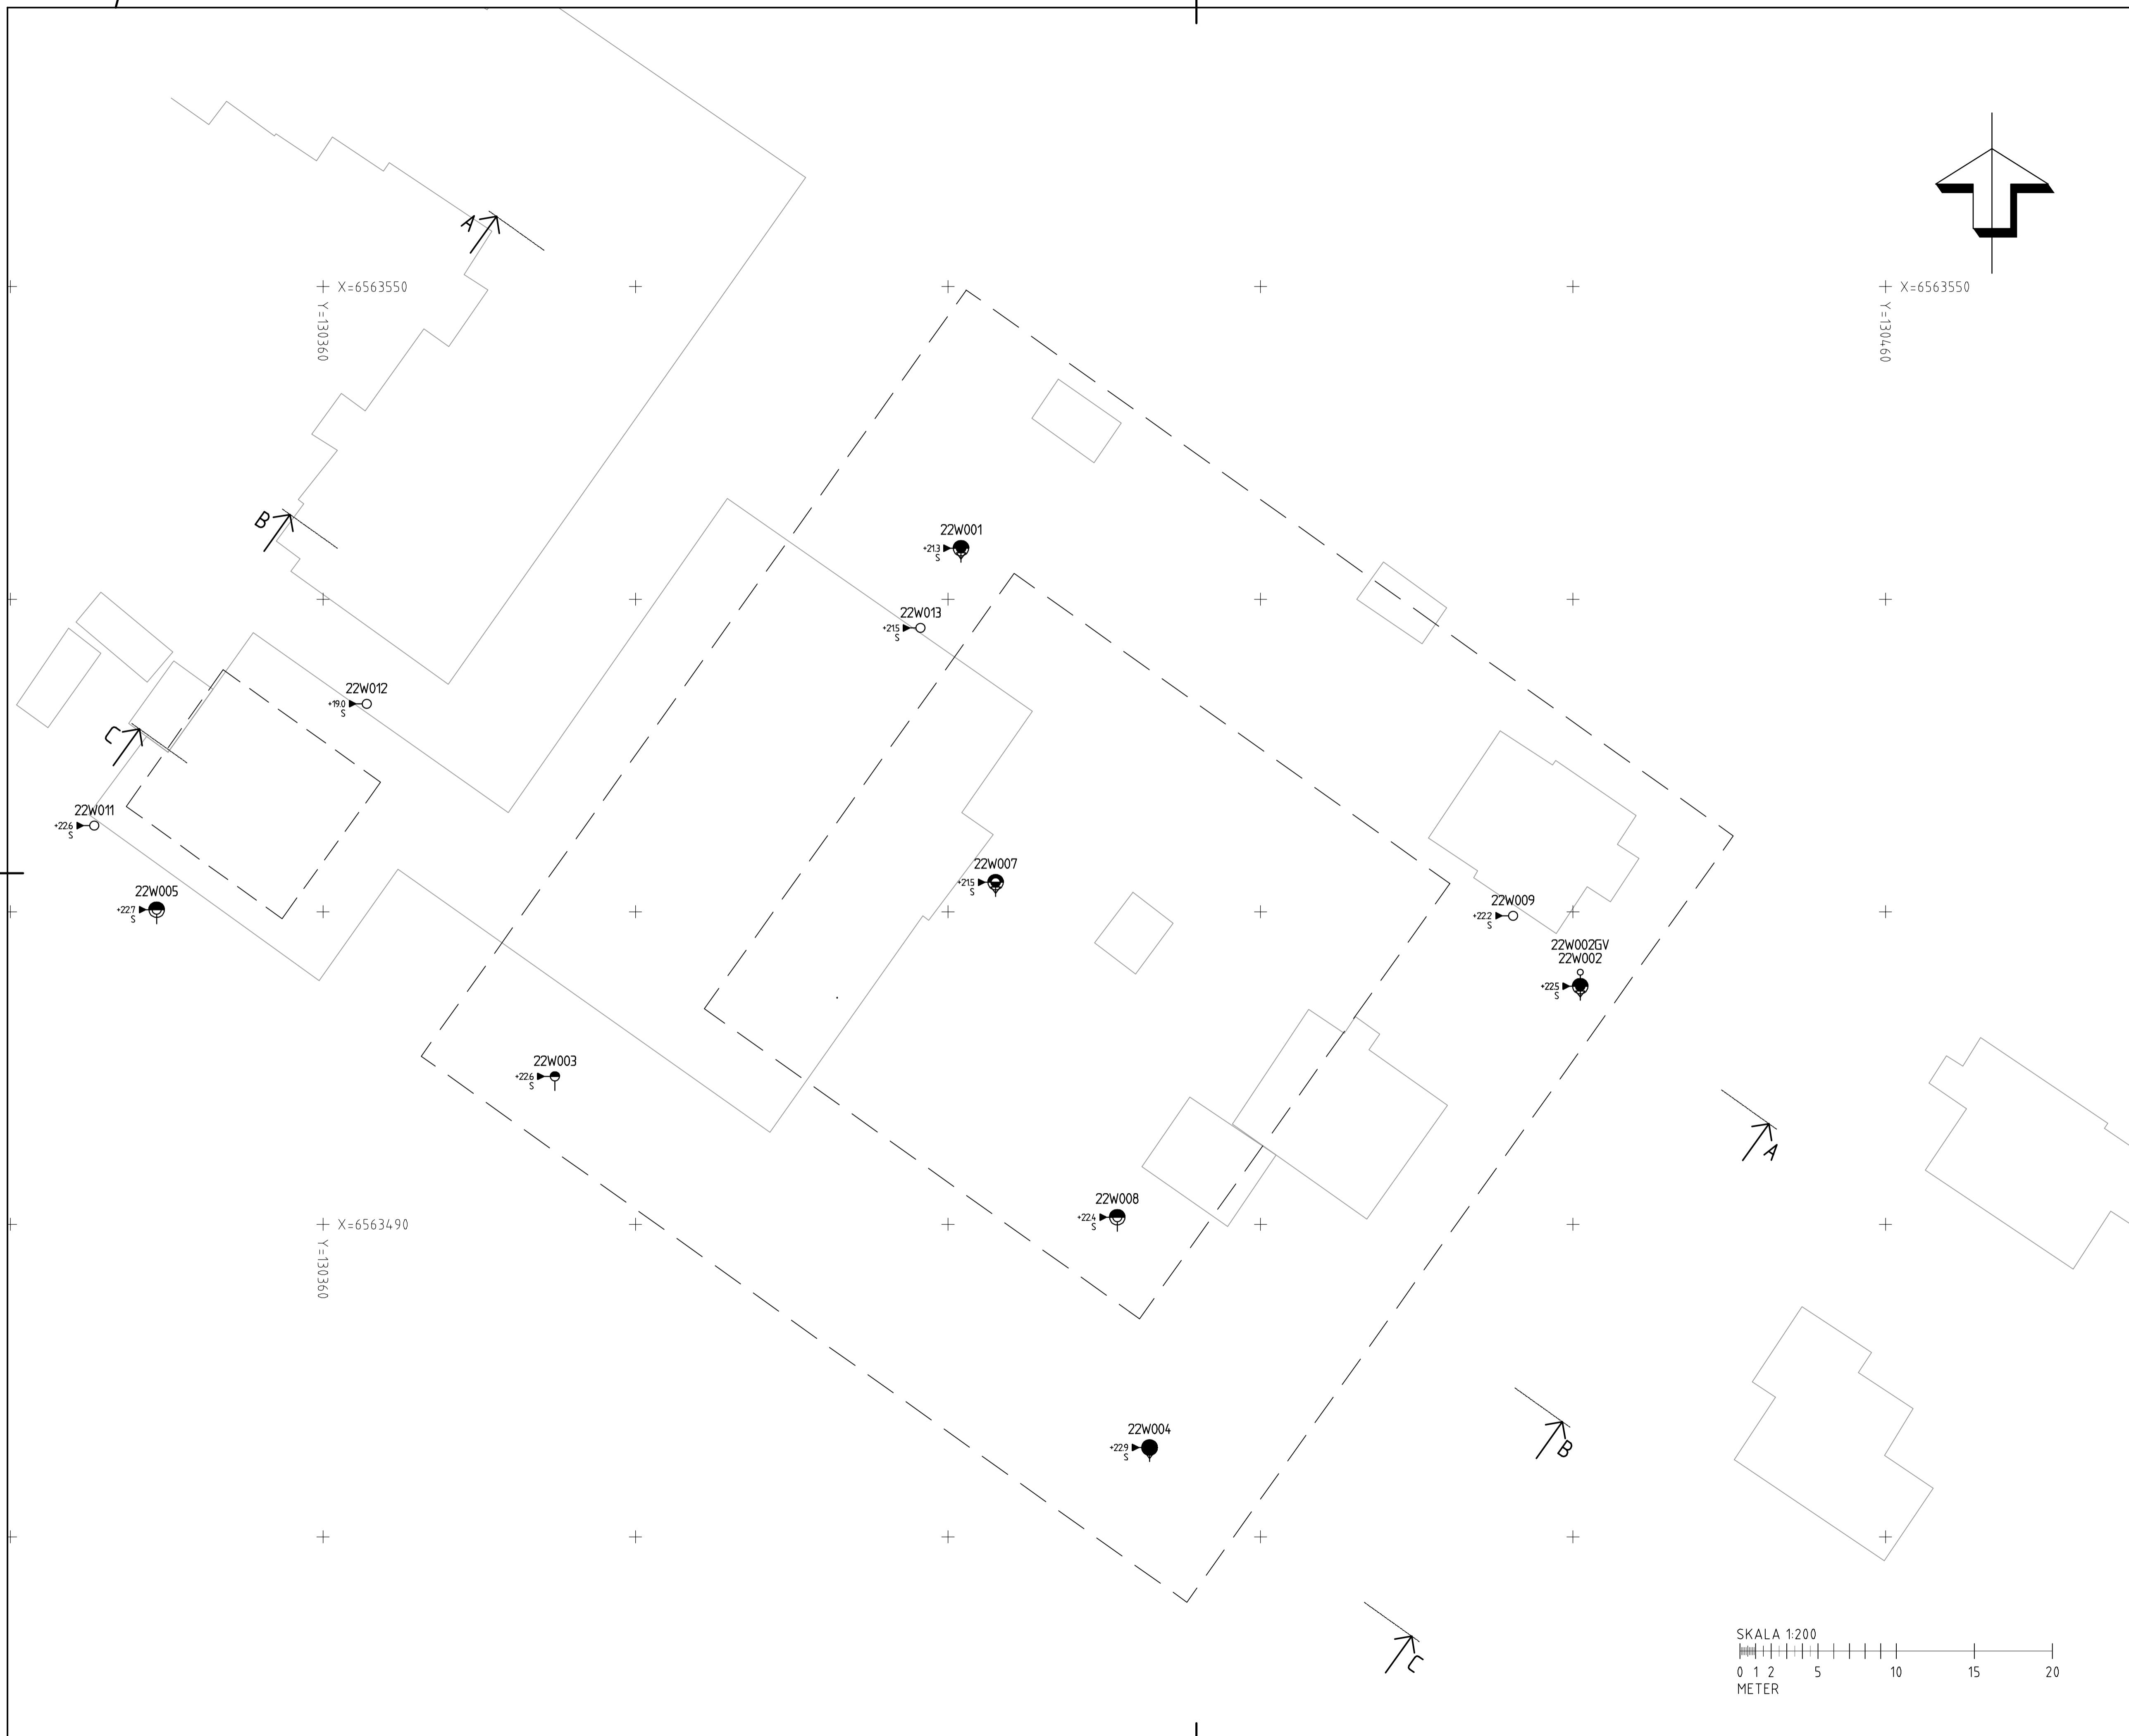 A
X=6563550
Y=130360
X=6563550
Y=130460
B
22W001
+21.3
S
22W013
+21.5
S
22W012
+19.0
S
C
22W011
+22.6
S
22W005
+22.7
S
22W007
+21.5
S
22W009
+22.2
S
22W002GV
22W002
+22.5
S
22W003
+22.6
S
A
22W008
+22.4
S
X=6563490
Y=130360
22W004
+22.9
S
B
C
SKALA 1:200
0 1 2 5 10 15 20
METER